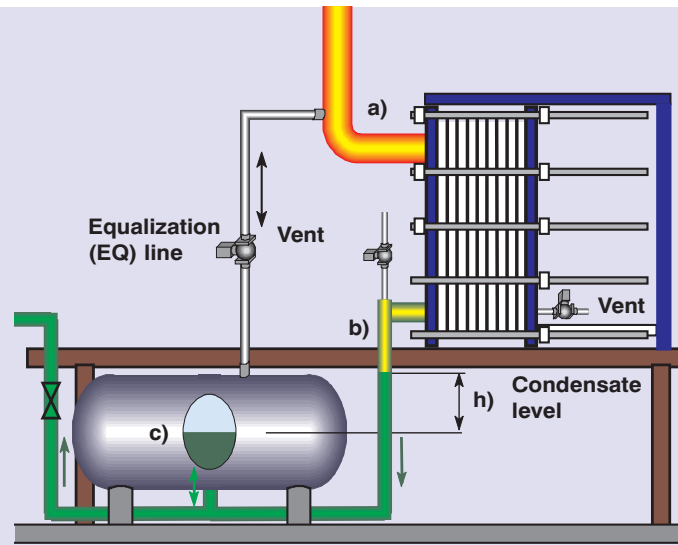 a)
Equalization
(EQ) line
Vent
Vent
b)
h)
Condensate
level
c)